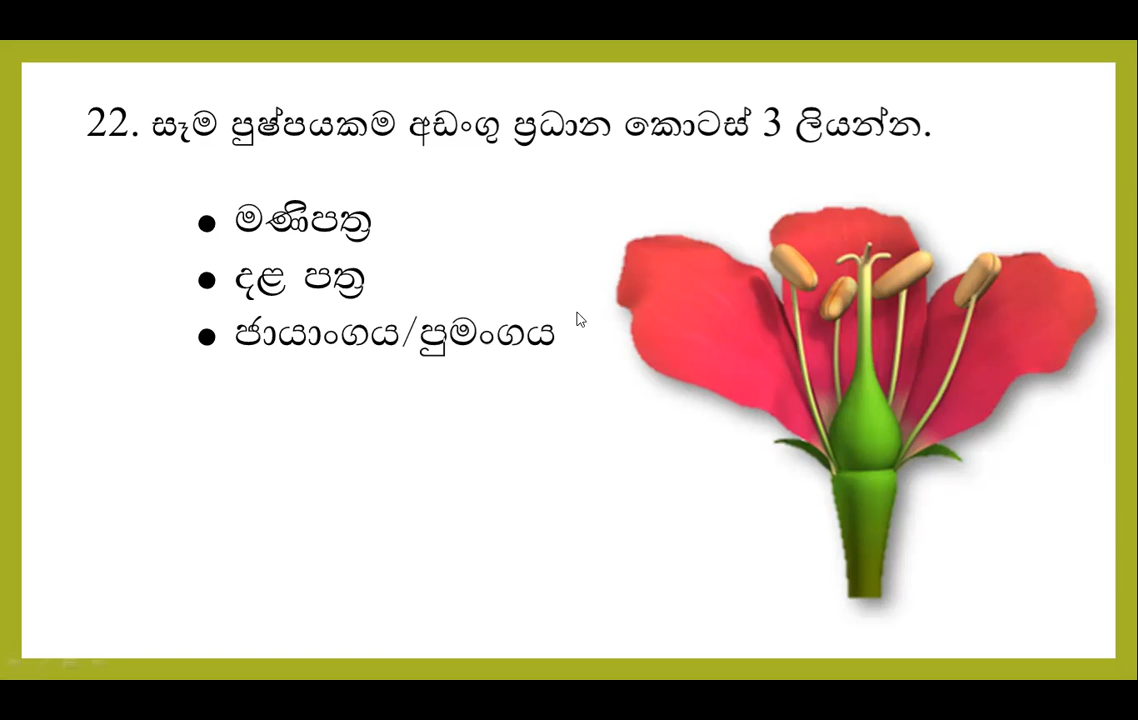 22. සෑම පුෂ්පයකම අඩංගු ප්‍රධාන කොටස් 3 ලියන්න.
● මණිපත්‍ර
● දළ පත්‍ර
● ජායාංගය/පුමංගය